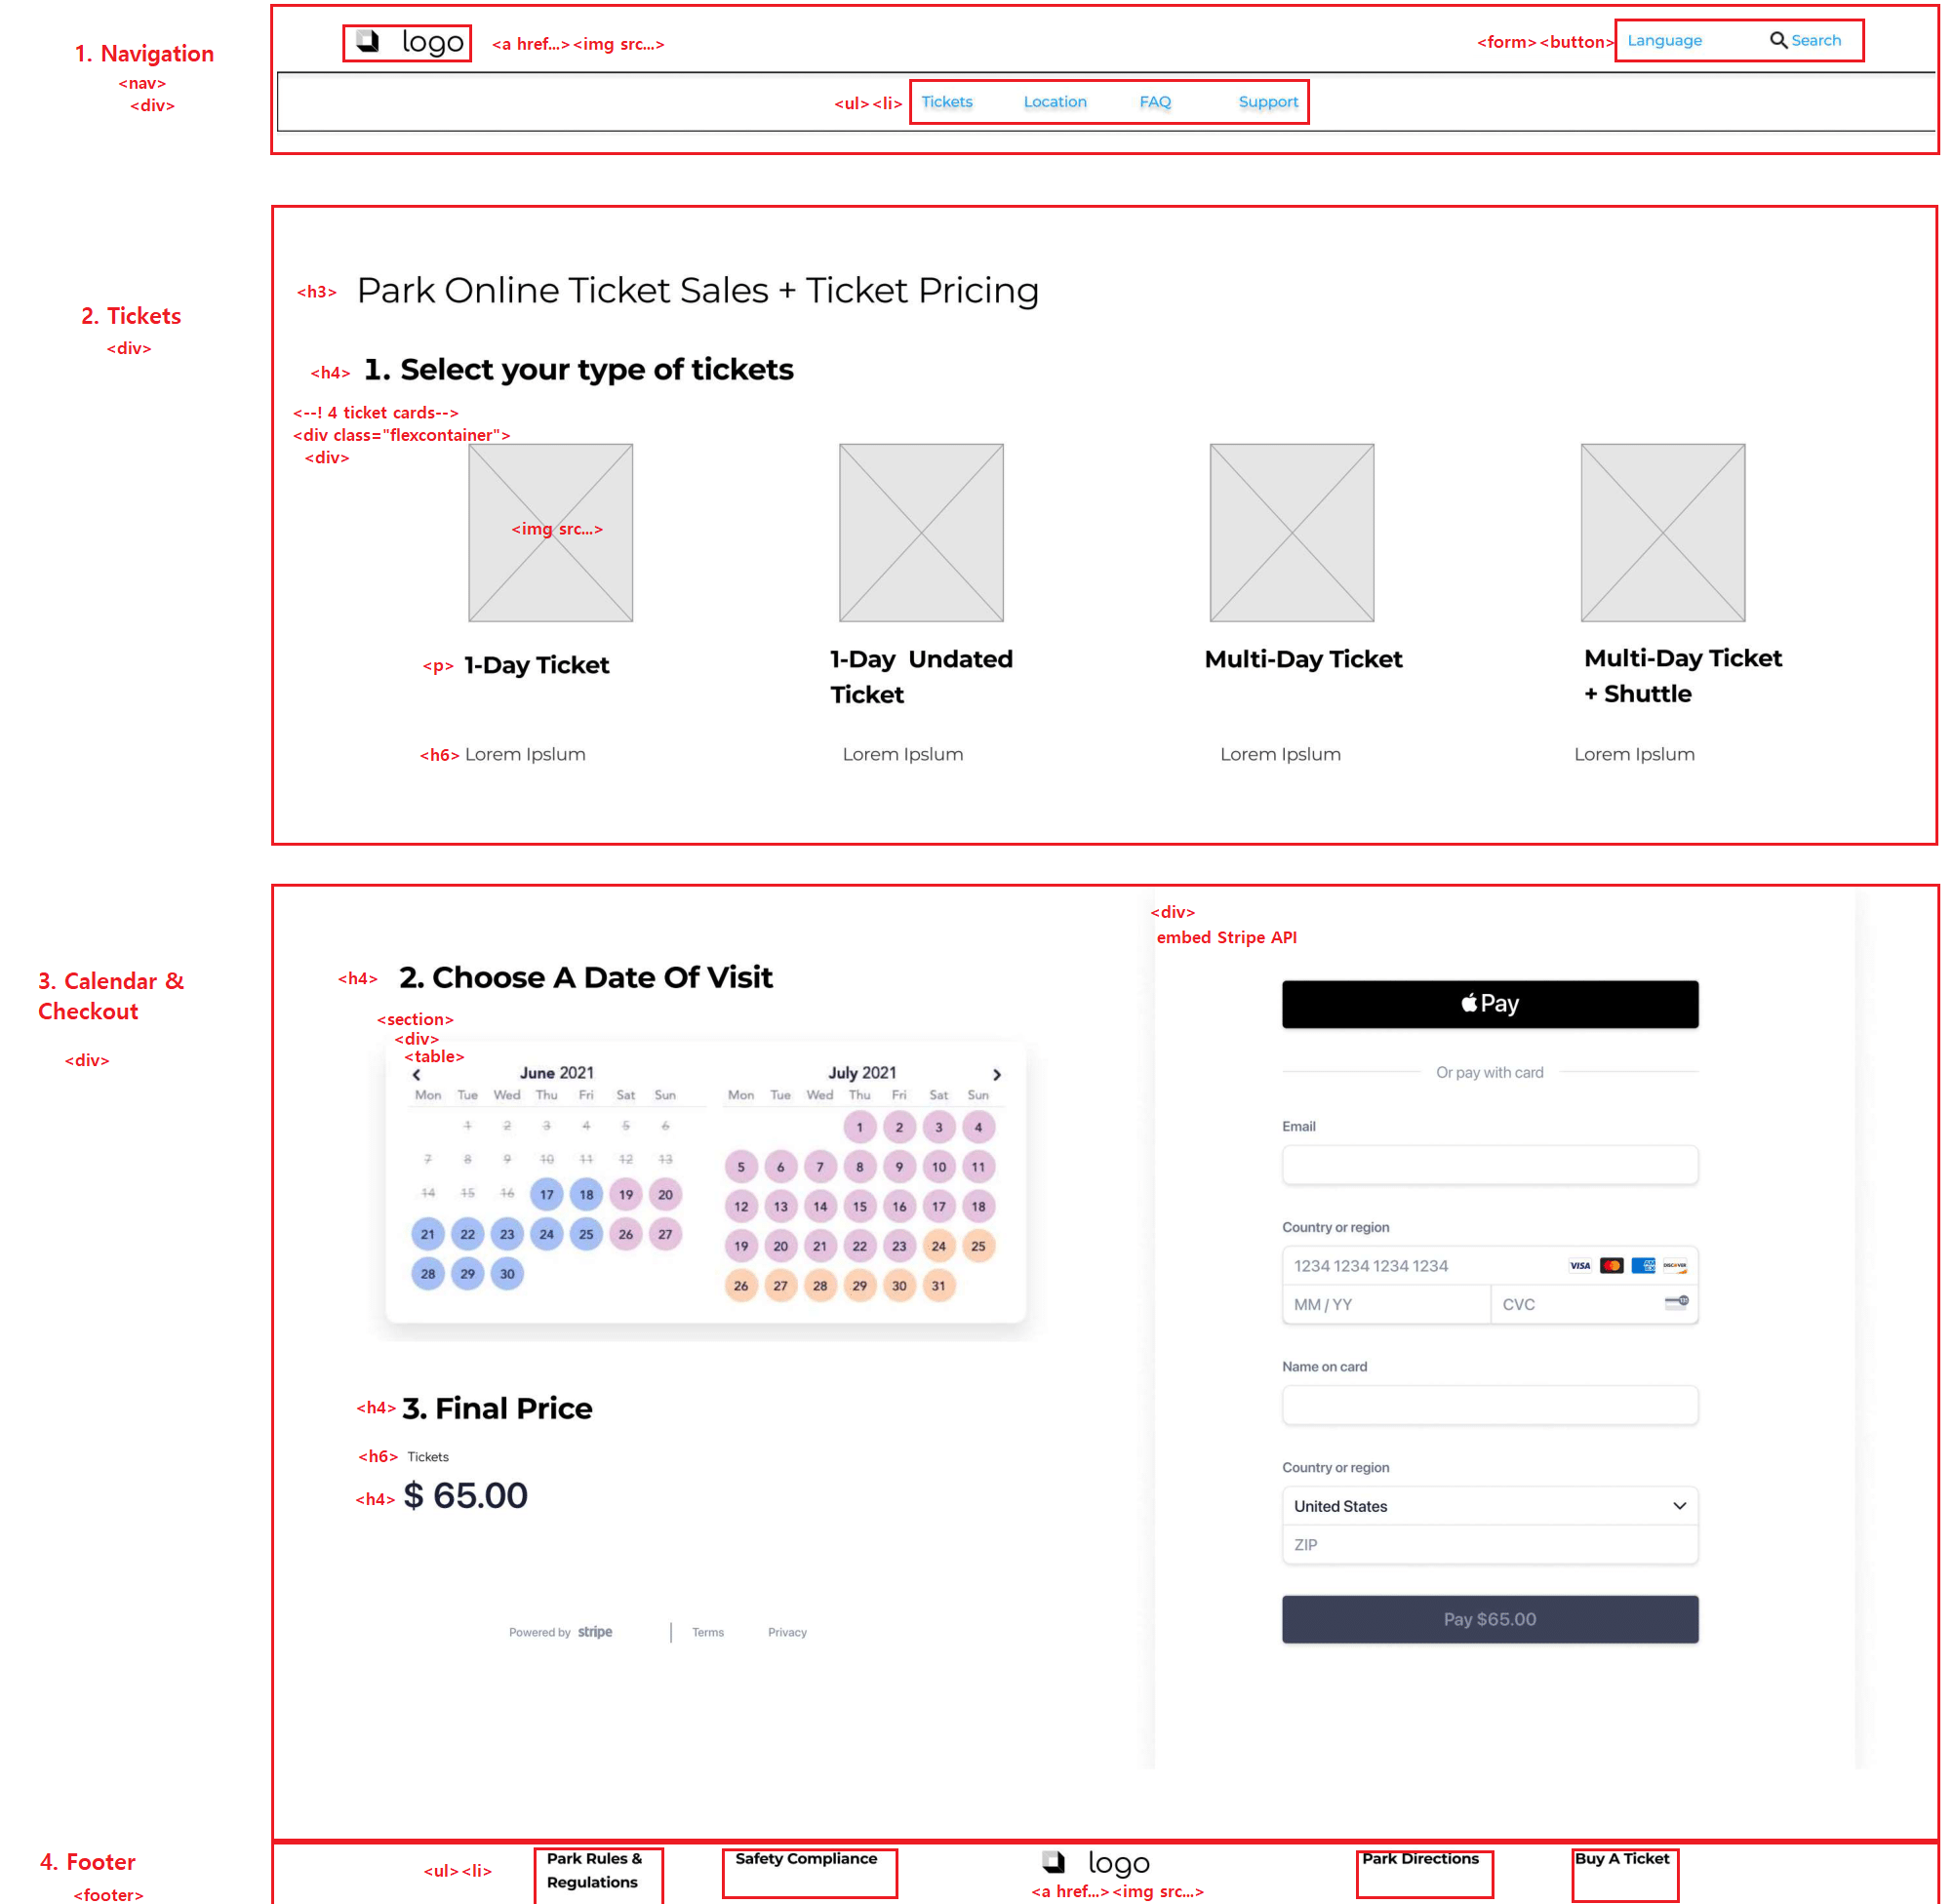 1. Navigation
<nav>
<div>
logo
<a href...><img src...>
<form><button>
Language
Search
<ul><li>
Tickets
Location
FAQ
Support
2. Tickets
<div>
<h3>
Park Online Ticket Sales + Ticket Pricing
<h4>
1. Select your type of tickets
<--! 4 ticket cards-->
<div class="flexcontainer">
<div>
<img src...>
<p>
1-Day Ticket
1-Day Undated
Ticket
Multi-Day Ticket
Multi-Day Ticket
+ Shuttle
<h6>
Lorem Ipslum
Lorem Ipslum
Lorem Ipslum
Lorem Ipslum
3. Calendar &
Checkout
<div>
<h4>
2. Choose A Date Of Visit
<section>
<div>
<table>
June 2021
Mon Tue Wed Thu Fri Sat Sun
1 2 3 4 5 6
7 8 9 10 11 12 13
14 15 16 17 18 19 20
21 22 23 24 25 26 27
28 29 30
July 2021
Mon Tue Wed Thu Fri Sat Sun
1 2 3 4
5 6 7 8 9 10 11
12 13 14 15 16 17 18
19 20 21 22 23 24 25
26 27 28 29 30 31
<h4>
3. Final Price
<h6>
Tickets
<h4>
$ 65.00
Powered by stripe
Terms
Privacy
<div>
embed Stripe API
Pay
Or pay with card
Email
Country or region
1234 1234 1234 1234
VISA
DISCOVER
MM / YY
CVC
Name on card
Country or region
United States
ZIP
Pay $65.00
4. Footer
<footer>
<ul><li>
Park Rules &
Regulations
Safety Compliance
logo
<a href...><img src...>
Park Directions
Buy A Ticket